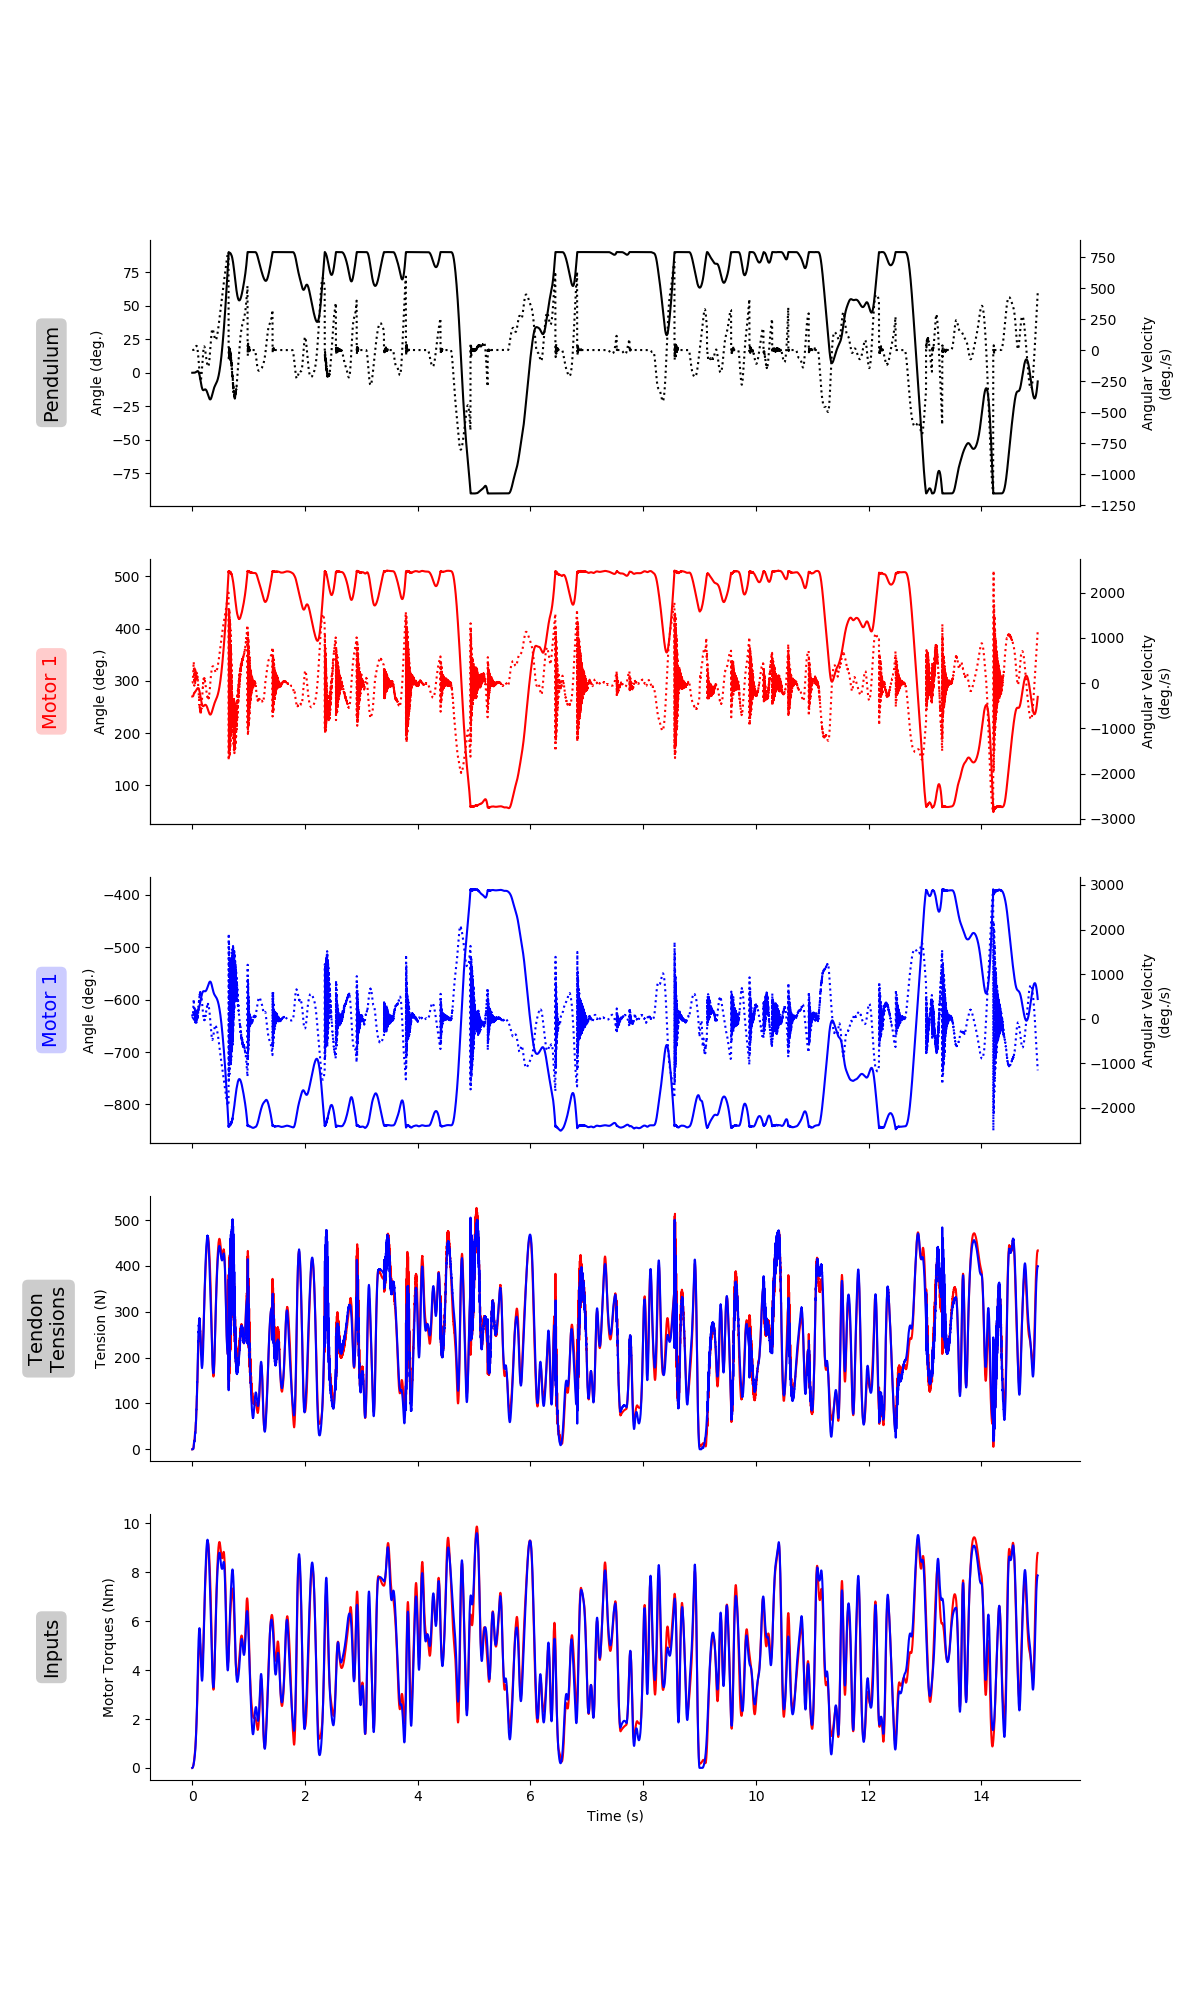 Pendulum
Angle (deg.)
75
50
25
0
−25
−50
−75
750
500
250
0
−250
−500
−750
−1000
−1250
Angular Velocity
(deg./s)
Motor 1
Angle (deg.)
500
400
300
200
100
2000
1000
0
−1000
−2000
−3000
Angular Velocity
(deg./s)
Motor 1
Angle (deg.)
−400
−500
−600
−700
−800
3000
2000
1000
0
−1000
−2000
Angular Velocity
(deg./s)
Tendon
Tensions
Tension (N)
500
400
300
200
100
0
Inputs
Motor Torques (Nm)
10
8
6
4
2
0
0 2 4 6 8 10 12 14
Time (s)